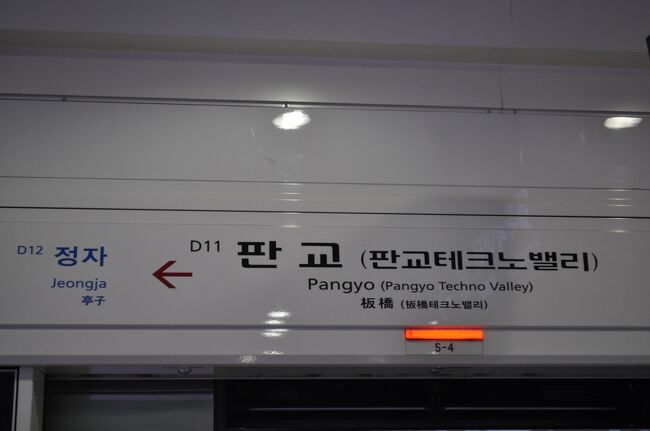 D12 정자
Jeongja
亭子
D11 판교 (판교테크노밸리)
Pangyo (Pangyo Techno Valley)
板橋 (板橋테크노밸리)
5-4